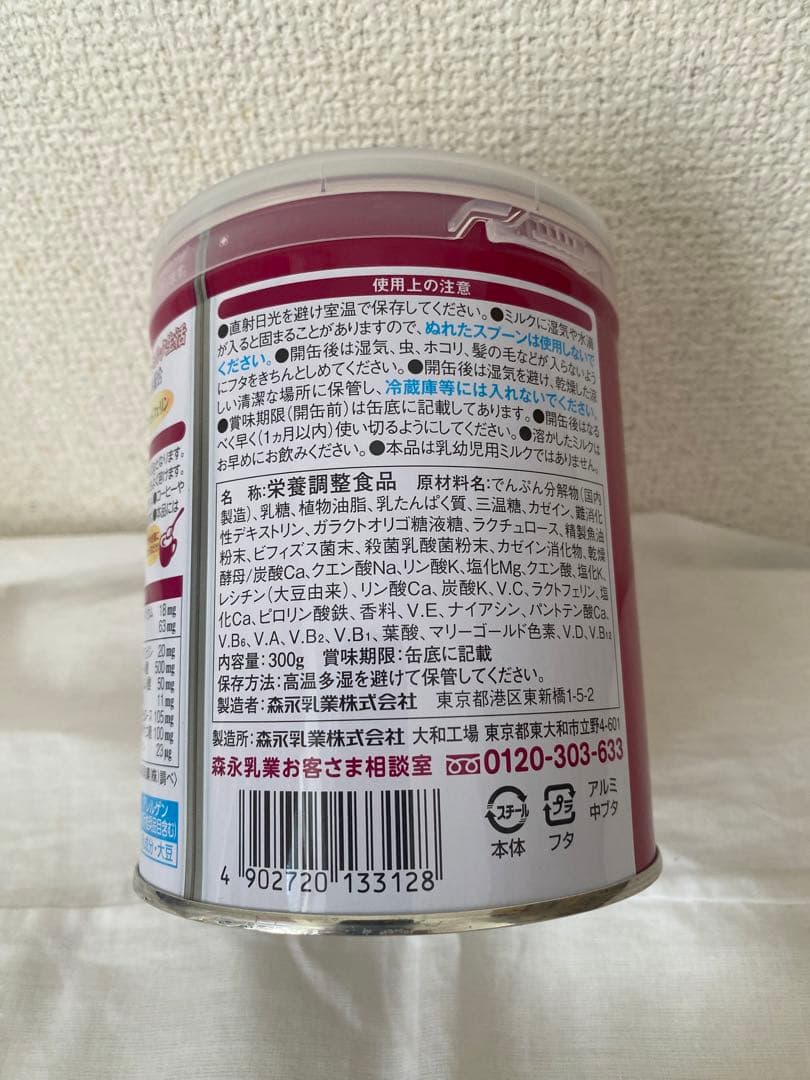 使用上の注意
●直射日光を避け室温で保存してください。●ミルクに湿気や水滴
が入ると固まることがありますので、ぬれたスプーンは使用しないで
ください。●開缶後は湿気、虫、ホコリ、髪の毛などが入らないよう
にフタをきちんとしめてください。●開缶後は湿気を避け、乾燥した涼
しい清潔な場所に保管し、冷蔵庫等には入れないでください。
●賞味期限(開缶前)は缶底に記載してあります。●開缶後はなる
べく早く(1ヵ月以内)使い切るようにしてください。●溶かしたミルクは
お早めにお飲みください。●本品は乳幼児用ミルクではありません。
名 称:栄養調整食品 原材料名:でんぷん分解物(国内
製造)、乳糖、植物油脂、乳たんぱく質、三温糖、カゼイン、難消化
性デキストリン、ガラクトオリゴ糖液糖、ラクチュロース、精製魚油
粉末、ビフィズス菌末、殺菌乳酸菌粉末、カゼイン消化物、乾燥
酵母/炭酸Ca、クエン酸Na、リン酸K、塩化Mg、クエン酸、塩化K、
レシチン(大豆由来)、リン酸Ca、炭酸K、V.C、ラクトフェリン、塩
化Ca、ピロリン酸鉄、香料、V.E、ナイアシン、パントテン酸Ca、
V.B₆、V.A、V.B₂、V.B₁、葉酸、マリーゴールド色素、V.D、V.B₁₂
内容量:300g 賞味期限:缶底に記載
保存方法:高温多湿を避けて保管してください。
製造者:森永乳業株式会社 東京都港区東新橋1-5-2
製造所:森永乳業株式会社 大和工場 東京都東大和市立野4-601
森永乳業お客さま相談室 0120-303-633
4 902720 133128
スチール
本体
プラ
フタ
アルミ
中ブタ
18mg
63mg
20mg
500mg
50mg
11mg
105mg
100mg
23μg
大豆